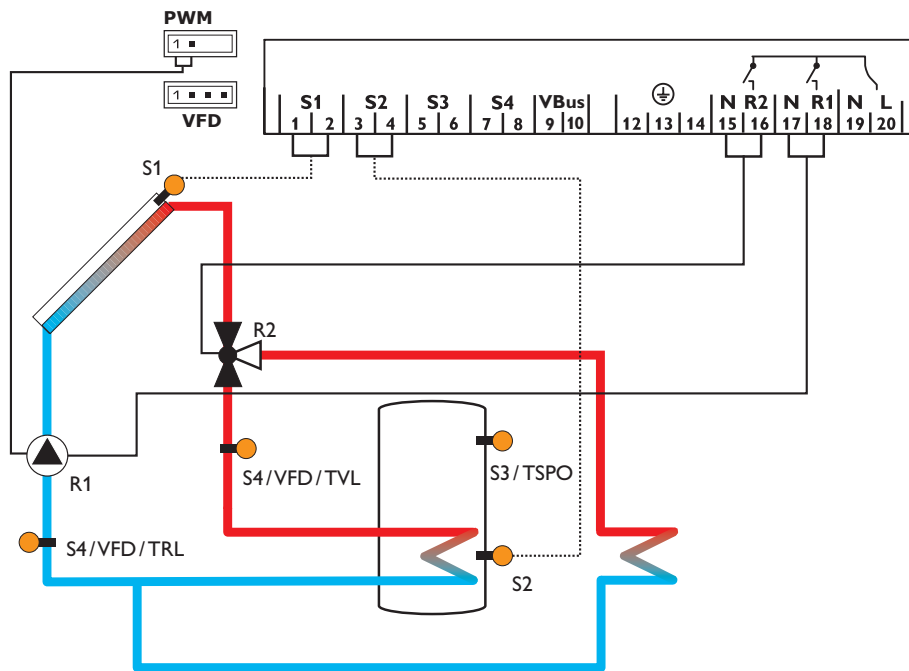 PWM
1
1
VFD
S1 S2 S3 S4 VBus N R2 N R1 N L
1 2 3 4 5 6 7 8 9 10 12 13 14 15 16 17 18 19 20
S1
R2
S4/VFD/TVL
S3/TSPO
R1
S4/VFD/TRL
S2